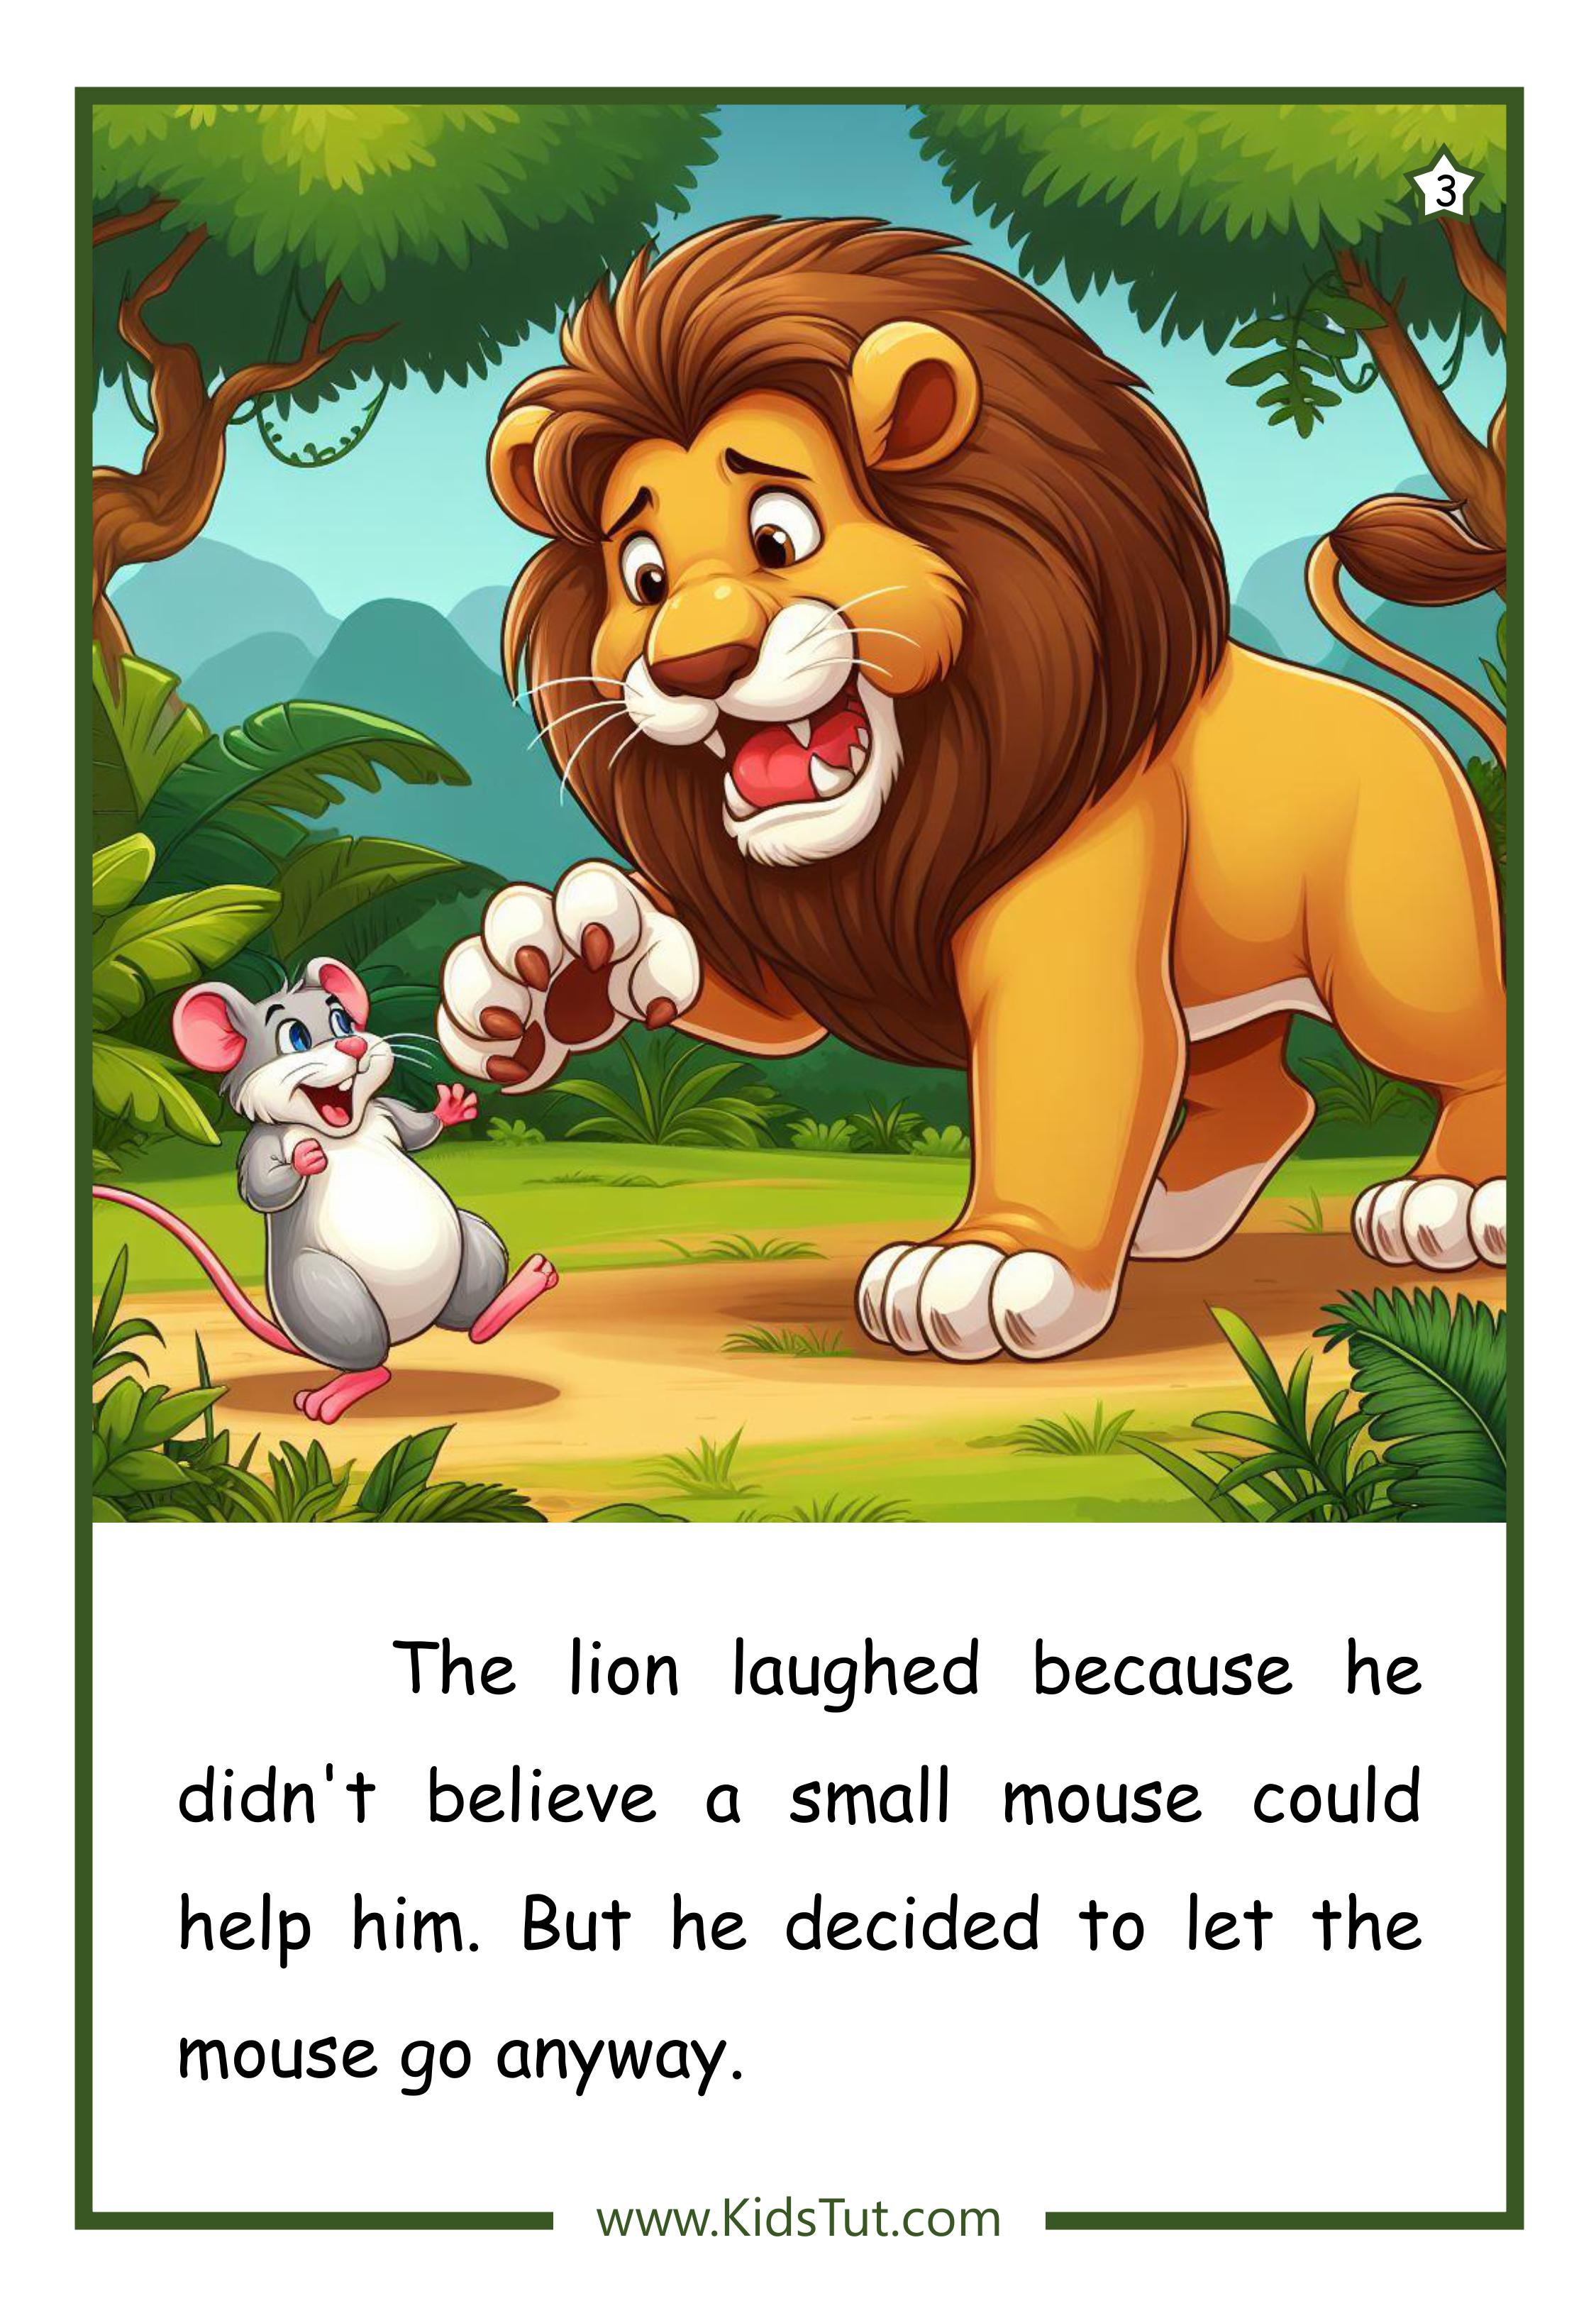 3
The lion laughed because he
didn't believe a small mouse could
help him. But he decided to let the
mouse go anyway.
www.KidsTut.com